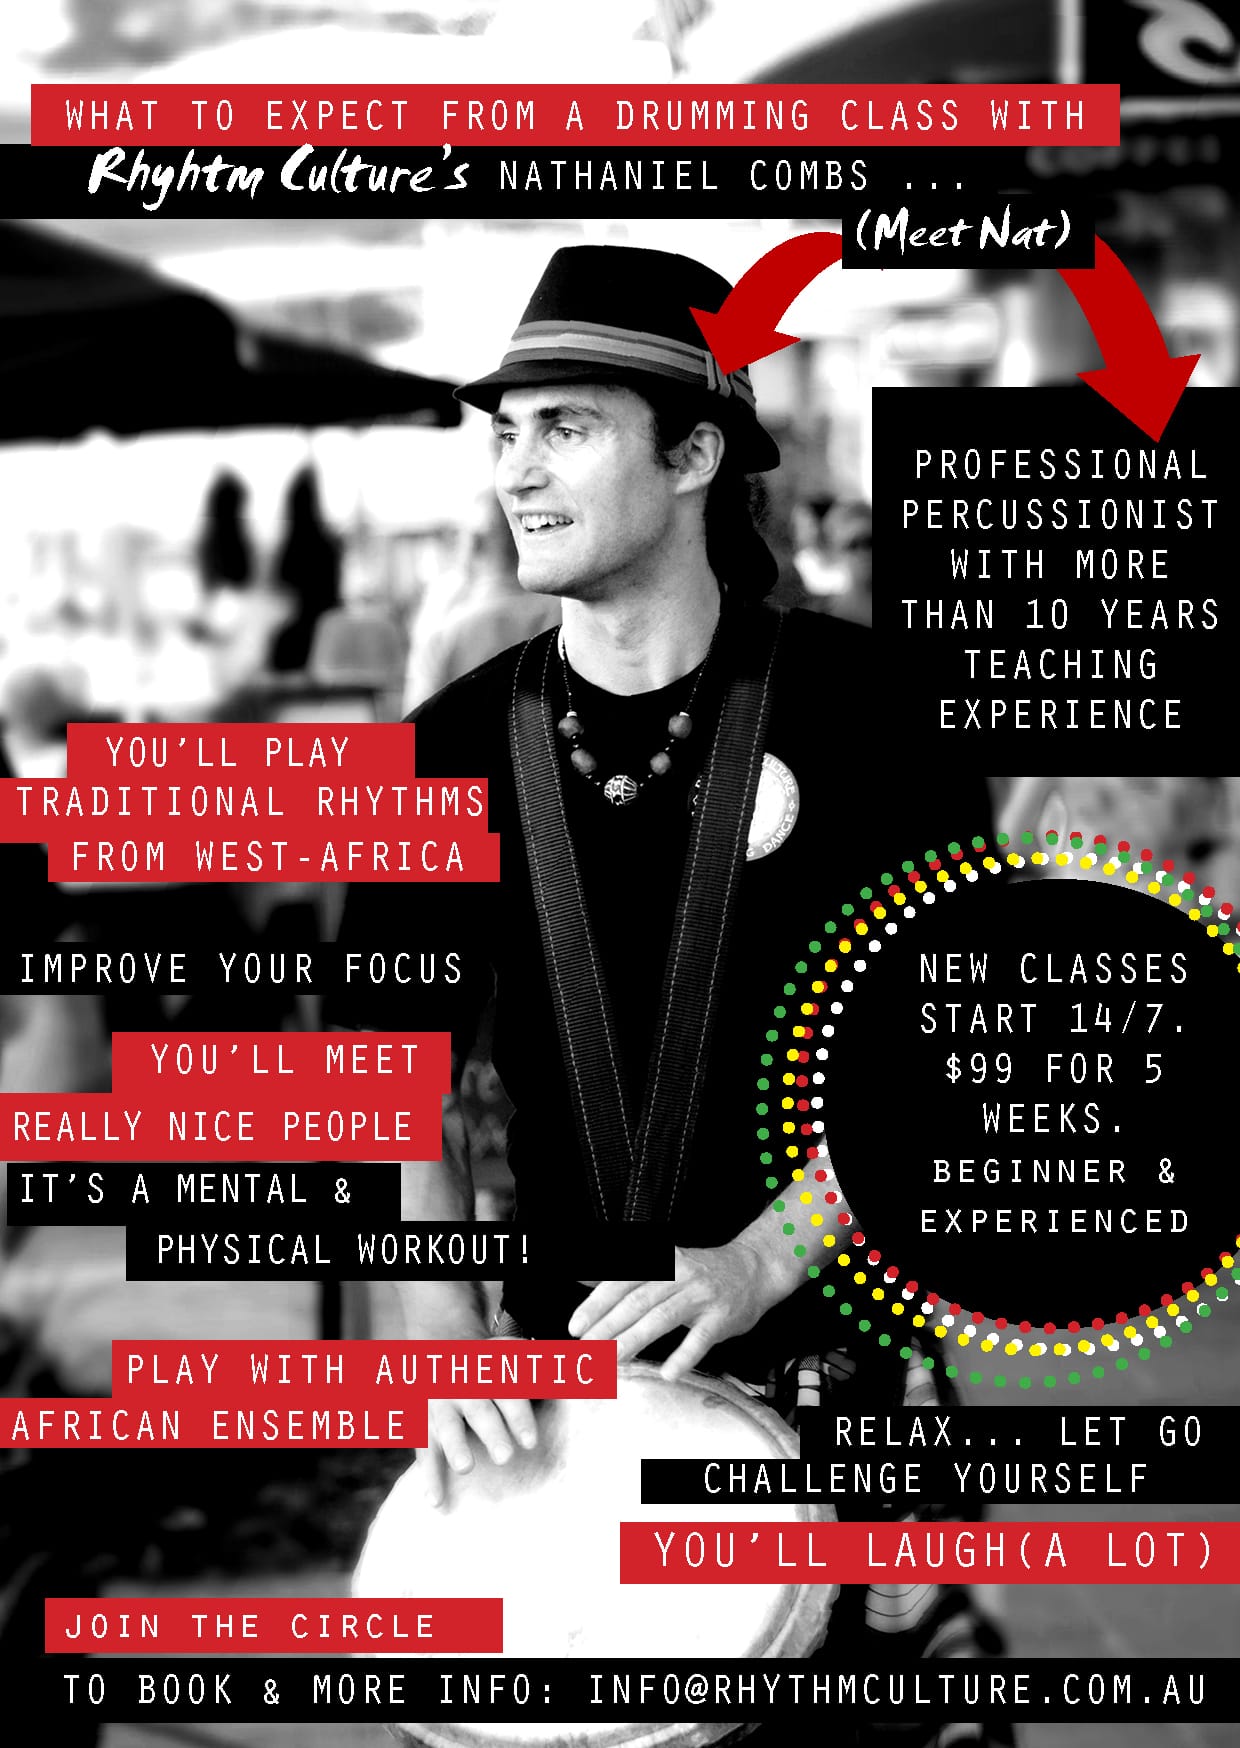 WHAT TO EXPECT FROM A DRUMMING CLASS WITH
Rhyhtm Culture's NATHANIEL COMBS ...
(Meet Nat)
PROFESSIONAL
PERCUSSIONIST
WITH MORE
THAN 10 YEARS
TEACHING
EXPERIENCE
YOU'LL PLAY
TRADITIONAL RHYTHMS
FROM WEST-AFRICA
IMPROVE YOUR FOCUS
YOU'LL MEET
REALLY NICE PEOPLE
IT'S A MENTAL &
PHYSICAL WORKOUT!
NEW CLASSES
START 14/7.
$99 FOR 5
WEEKS.
BEGINNER &
EXPERIENCED
PLAY WITH AUTHENTIC
AFRICAN ENSEMBLE
RELAX... LET GO
CHALLENGE YOURSELF
YOU'LL LAUGH(A LOT)
JOIN THE CIRCLE
TO BOOK & MORE INFO: INFO@RHYTHMCULTURE.COM.AU
DANCE